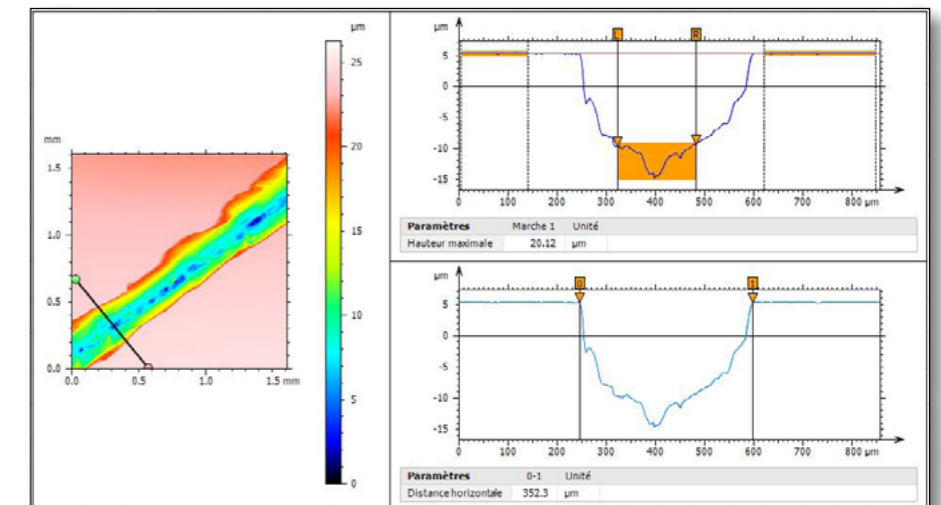 µm
25
20
15
10
5
0
mm
1.5
1.0
0.5
0.0
0.0 0.5 1.0 1.5 mm
µm
L R
5
0
-5
-10
-15
0 100 200 300 400 500 600 700 800 µm
Paramètres Marche 1 Unité
Hauteur maximale 20.12 µm
µm
0 1
5
0
-5
-10
-15
0 100 200 300 400 500 600 700 800 µm
Paramètres 0-1 Unité
Distance horizontale 352.3 µm